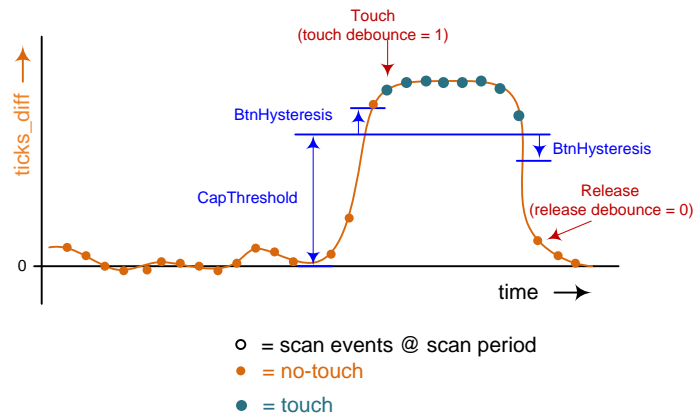 Touch
(touch debounce = 1)
ticks_diff
BtnHysteresis
BtnHysteresis
CapThreshold
Release
(release debounce = 0)
0
time
= scan events @ scan period
= no-touch
= touch